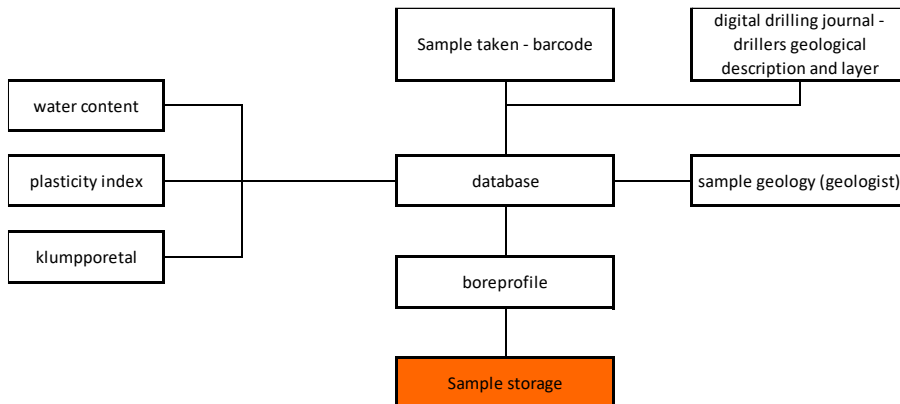 Sample taken - barcode
digital drilling journal -
drillers geological
description and layer
water content
plasticity index
database
sample geology (geologist)
klumpporetal
boreprofile
Sample storage